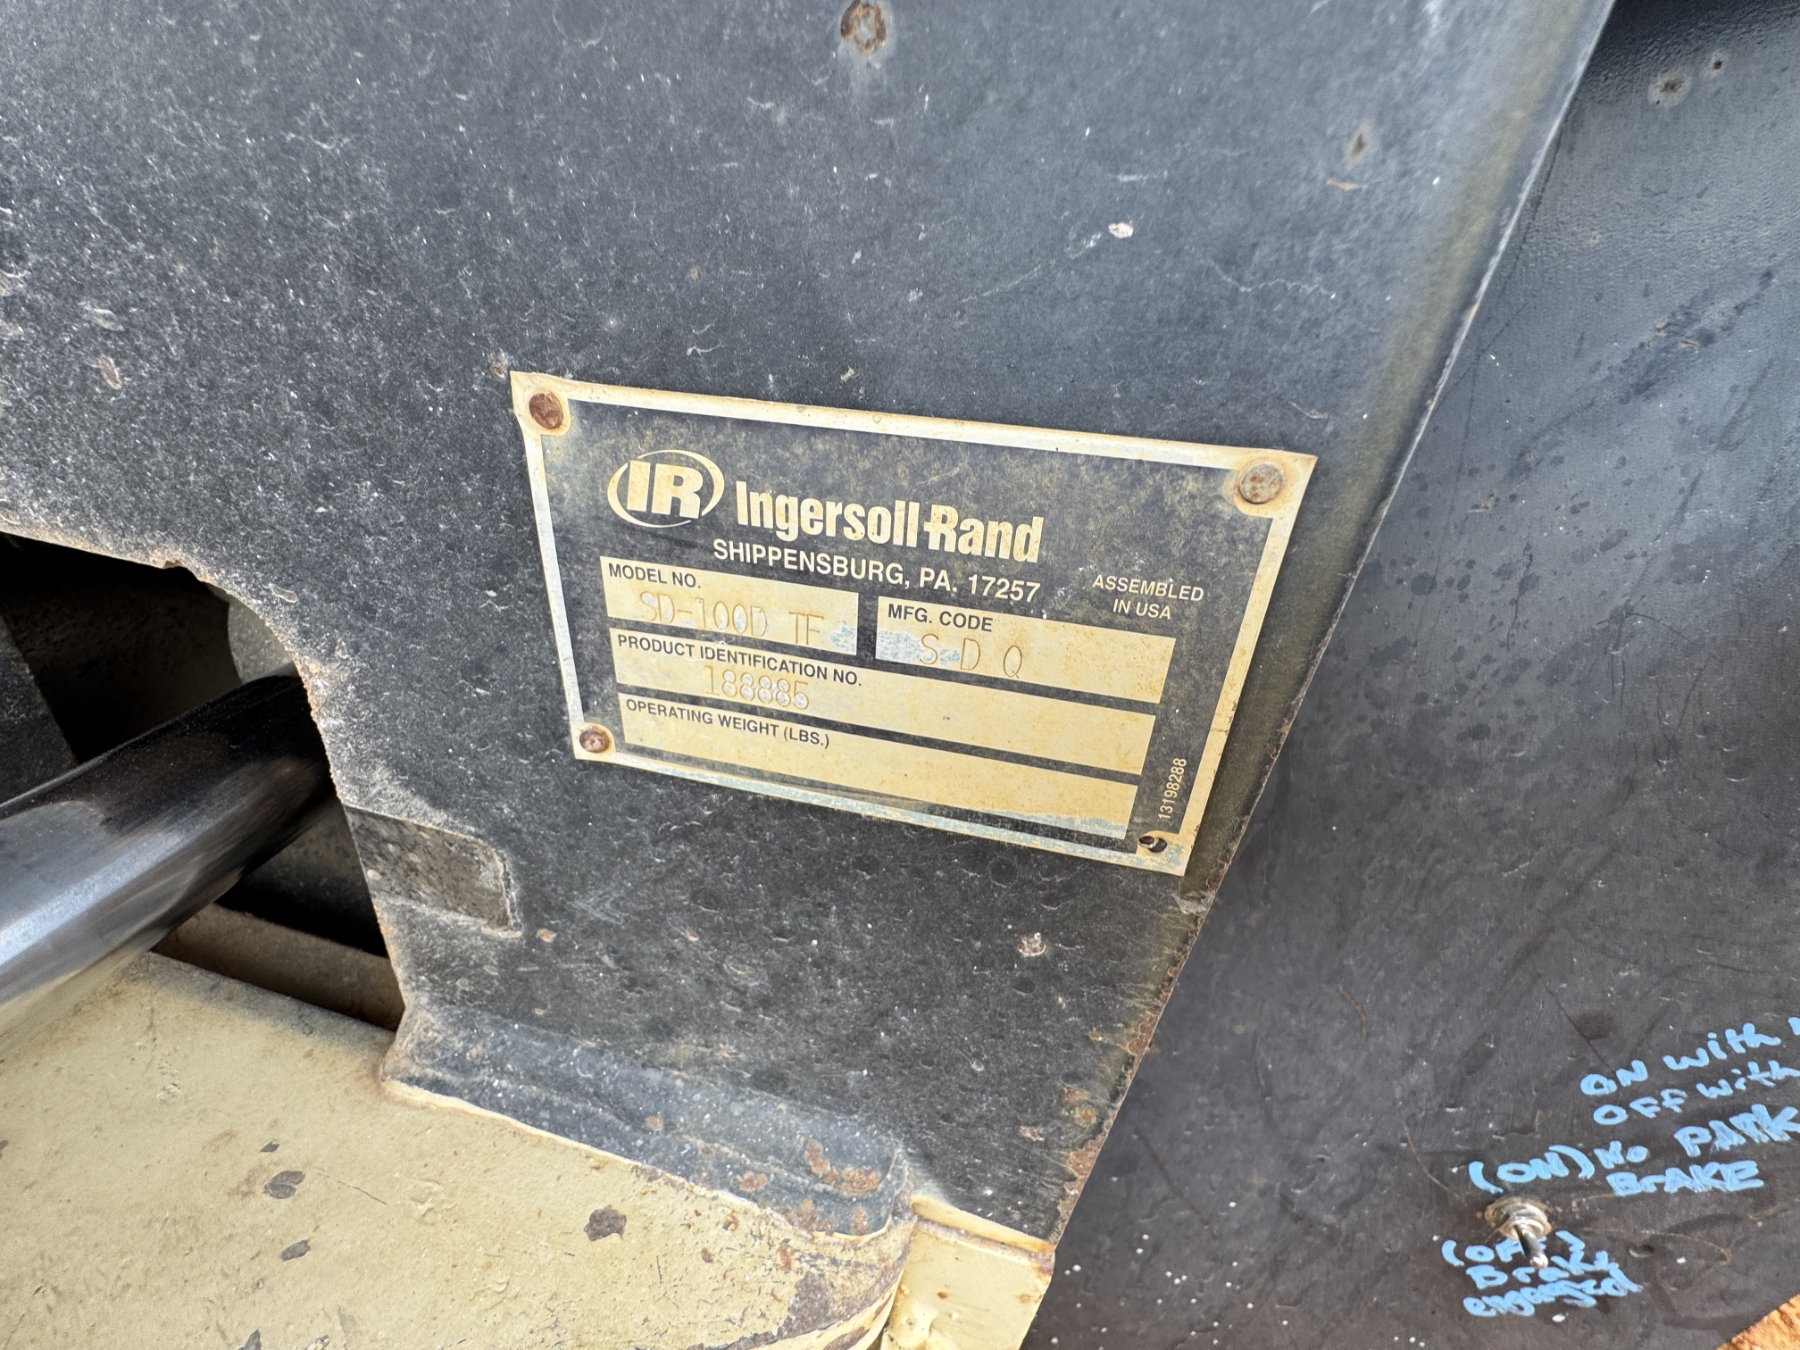 IR Ingersoll-Rand
SHIPPENSBURG, PA. 17257
ASSEMBLED
IN USA
MODEL NO.
SD-100D TF
MFG. CODE
S D Q
PRODUCT IDENTIFICATION NO.
188885
OPERATING WEIGHT (LBS.)
13198288
ON with
OFF with
(ON) No PARK
BrAKE
(OFF)
Brake
engaged